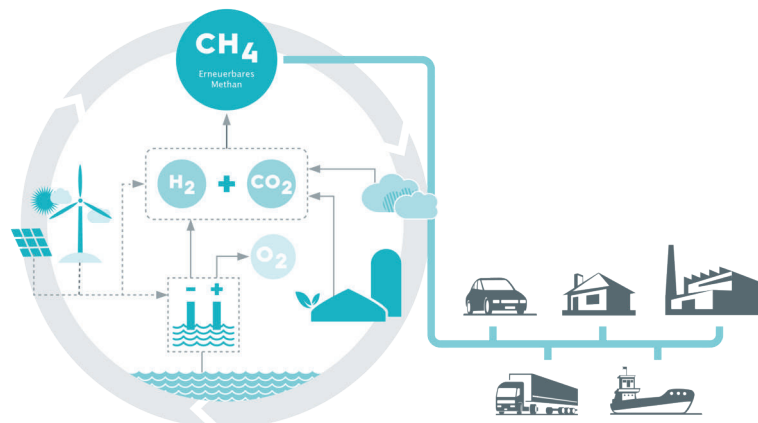 CH₄
Erneuerbares
Methan
H₂ + CO₂
O₂
- +